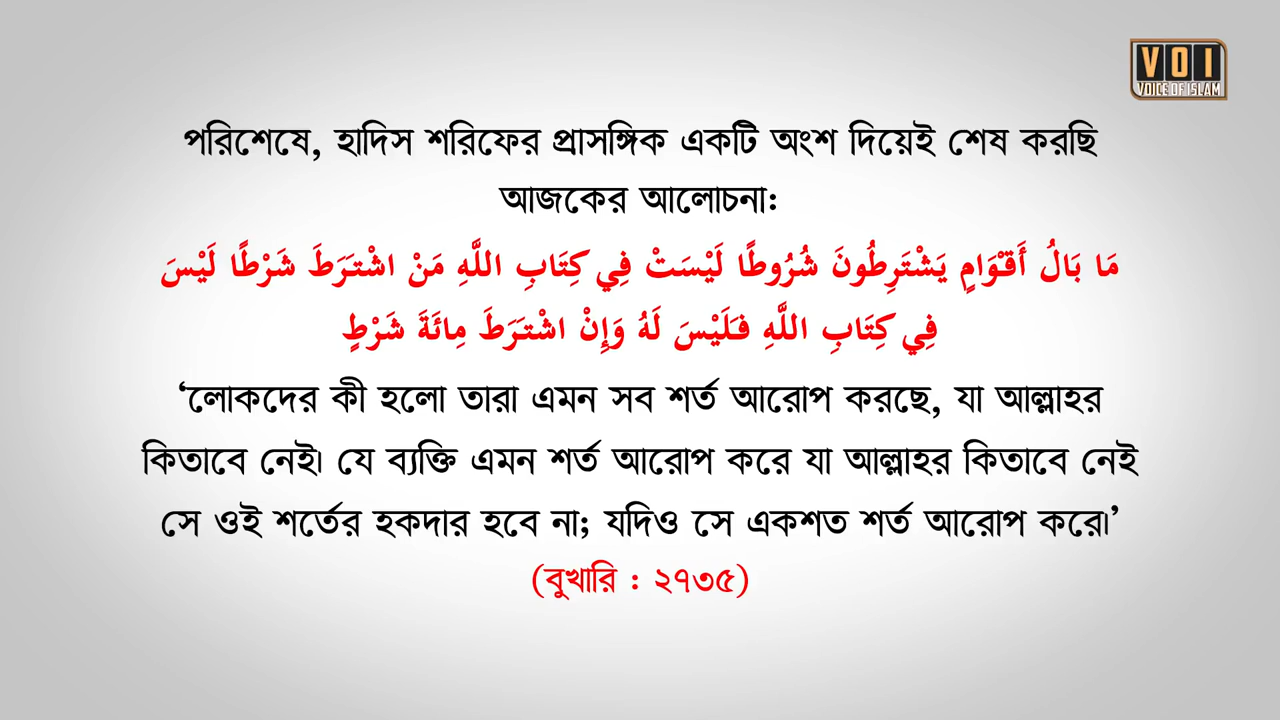 VOI
VOICE OF ISLAM
পরিশেষে, হাদিস শরিফের প্রাসঙ্গিক একটি অংশ দিয়েই শেষ করছি
আজকের আলোচনা:
مَا بَالُ أَقْوَامٍ يَشْتَرِطُونَ شُرُوطًا لَيْسَتْ فِي كِتَابِ اللَّهِ مَنْ اشْتَرَطَ شَرْطًا لَيْسَ
فِي كِتَابِ اللَّهِ فَلَيْسَ لَهُ وَإِنْ اشْتَرَطَ مِائَةَ شَرْطٍ
‘লোকদের কী হলো তারা এমন সব শর্ত আরোপ করছে, যা আল্লাহর
কিতাবে নেই। যে ব্যক্তি এমন শর্ত আরোপ করে যা আল্লাহর কিতাবে নেই
সে ওই শর্তের হকদার হবে না; যদিও সে একশত শর্ত আরোপ করে।’
(বুখারি : ২৭৩৫)